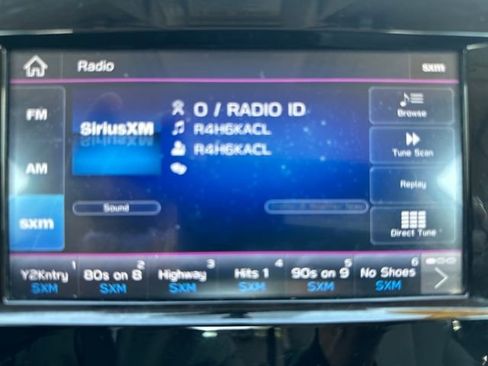 Radio
sxm
FM
SiriusXM
0 / RADIO ID
Browse
R4H6KACL
R4H6KACL
Tune Scan
AM
Replay
sxm
Sound
Direct Tune
1 2 3 4 5 6
Y2Kntry 80s on 8 Highway Hits 1 90s on 9 No Shoes
SXM SXM SXM SXM SXM SXM